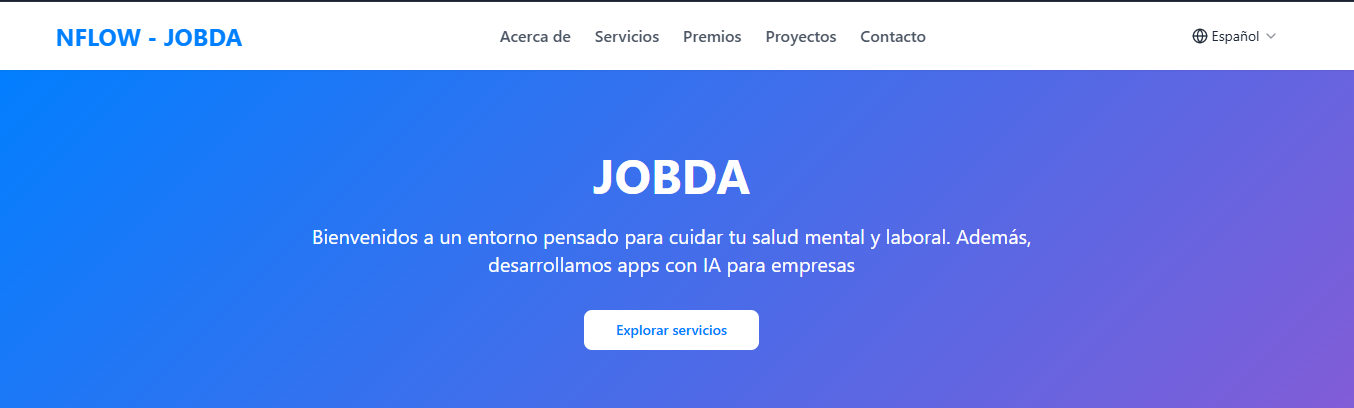 NFLOW - JOBDA
Acerca de
Servicios
Premios
Proyectos
Contacto
Español
JOBDA
Bienvenidos a un entorno pensado para cuidar tu salud mental y laboral. Además,
desarrollamos apps con IA para empresas
Explorar servicios